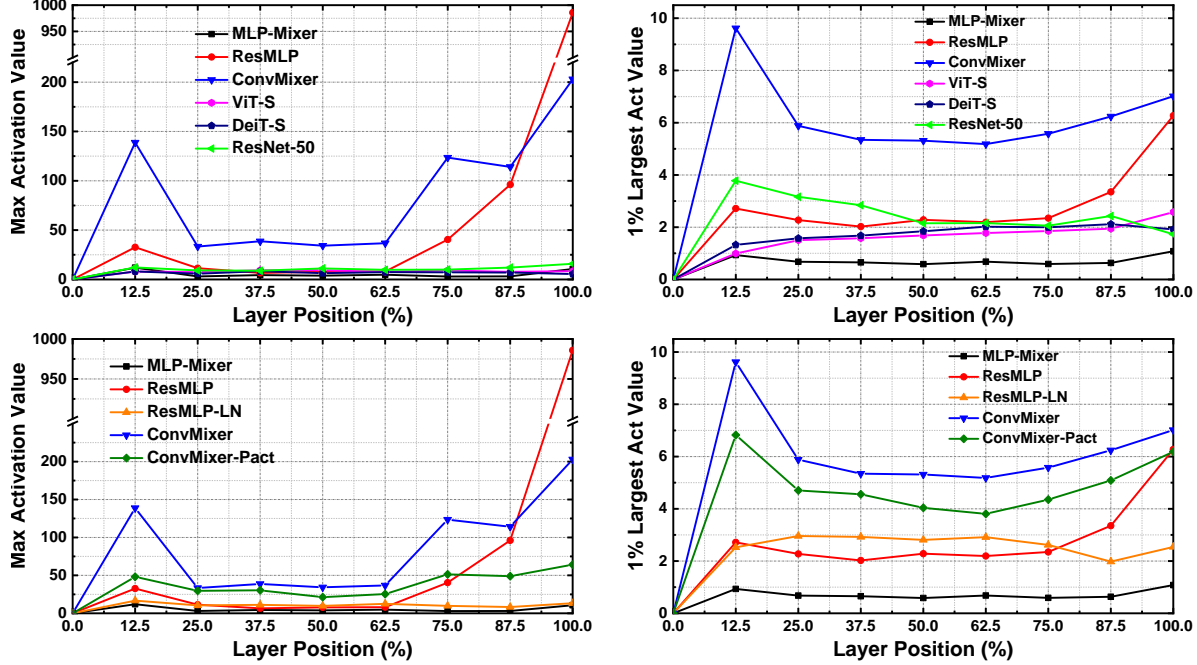 Max Activation Value
1000
950
200
150
100
50
0
MLP-Mixer
ResMLP
ConvMixer
ViT-S
DeiT-S
ResNet-50
0.0 12.5 25.0 37.5 50.0 62.5 75.0 87.5 100.0
Layer Position (%)
1% Largest Act Value
10
8
6
4
2
0
MLP-Mixer
ResMLP
ConvMixer
ViT-S
DeiT-S
ResNet-50
0.0 12.5 25.0 37.5 50.0 62.5 75.0 87.5 100.0
Layer Position (%)
Max Activation Value
1000
950
200
150
100
50
0
MLP-Mixer
ResMLP
ResMLP-LN
ConvMixer
ConvMixer-Pact
0.0 12.5 25.0 37.5 50.0 62.5 75.0 87.5 100.0
Layer Position (%)
1% Largest Act Value
10
8
6
4
2
0
MLP-Mixer
ResMLP
ResMLP-LN
ConvMixer
ConvMixer-Pact
0.0 12.5 25.0 37.5 50.0 62.5 75.0 87.5 100.0
Layer Position (%)